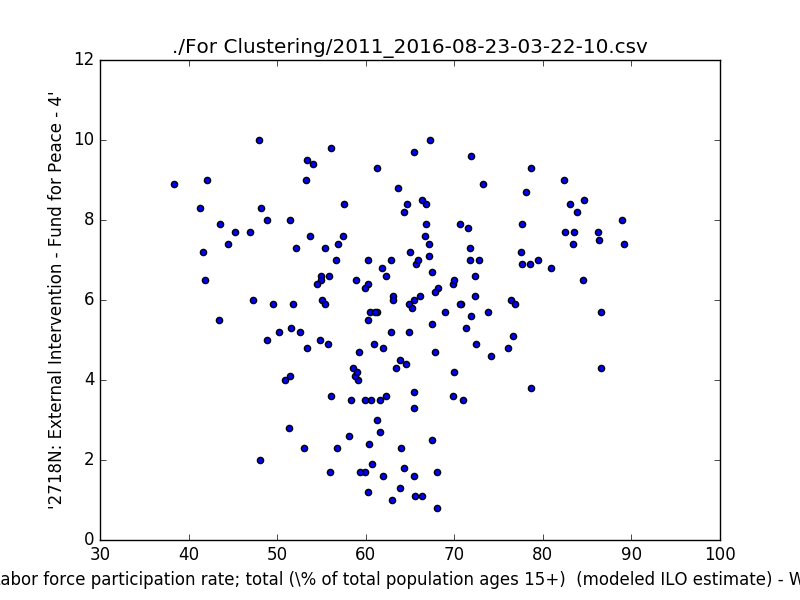 ./For Clustering/2011_2016-08-23-03-22-10.csv
'2718N: External Intervention - Fund for Peace - 4'
12
10
8
6
4
2
0
30 40 50 60 70 80 90 100
abor force participation rate; total (\% of total population ages 15+) (modeled ILO estimate) - W